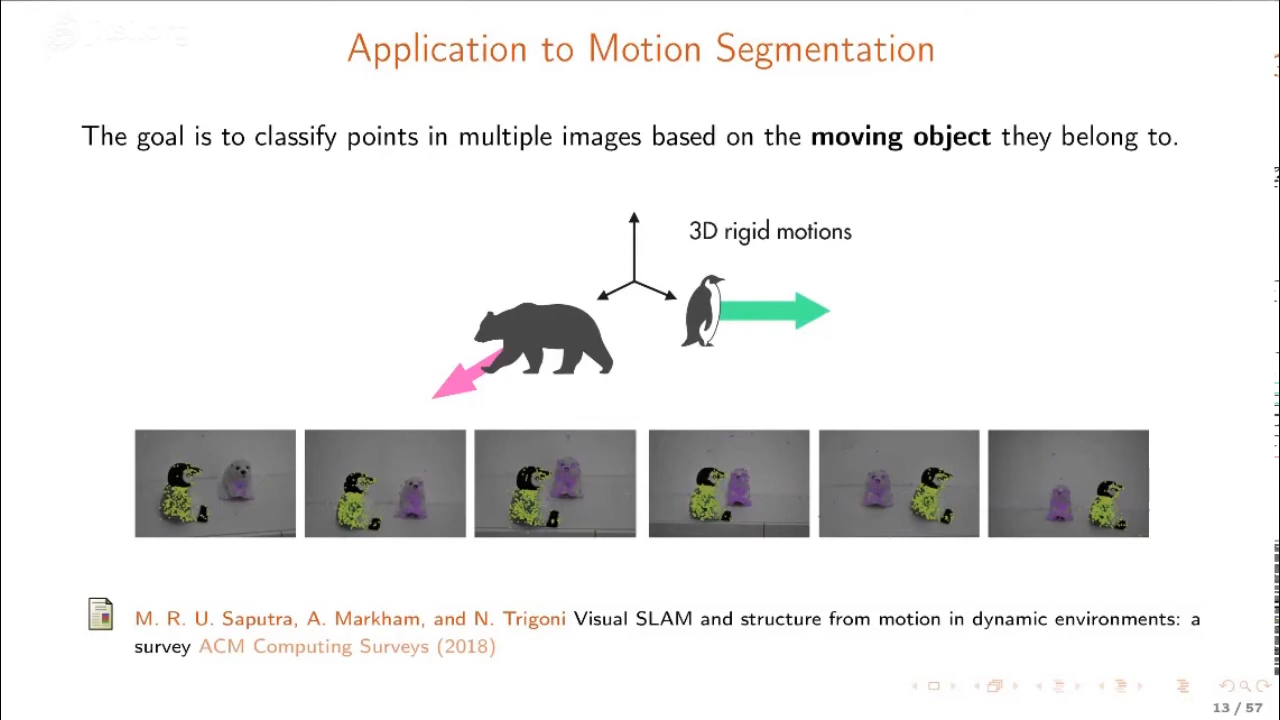 Application to Motion Segmentation
The goal is to classify points in multiple images based on the moving object they belong to.
3D rigid motions
M. R. U. Saputra, A. Markham, and N. Trigoni Visual SLAM and structure from motion in dynamic environments: a
survey ACM Computing Surveys (2018)
13 / 57